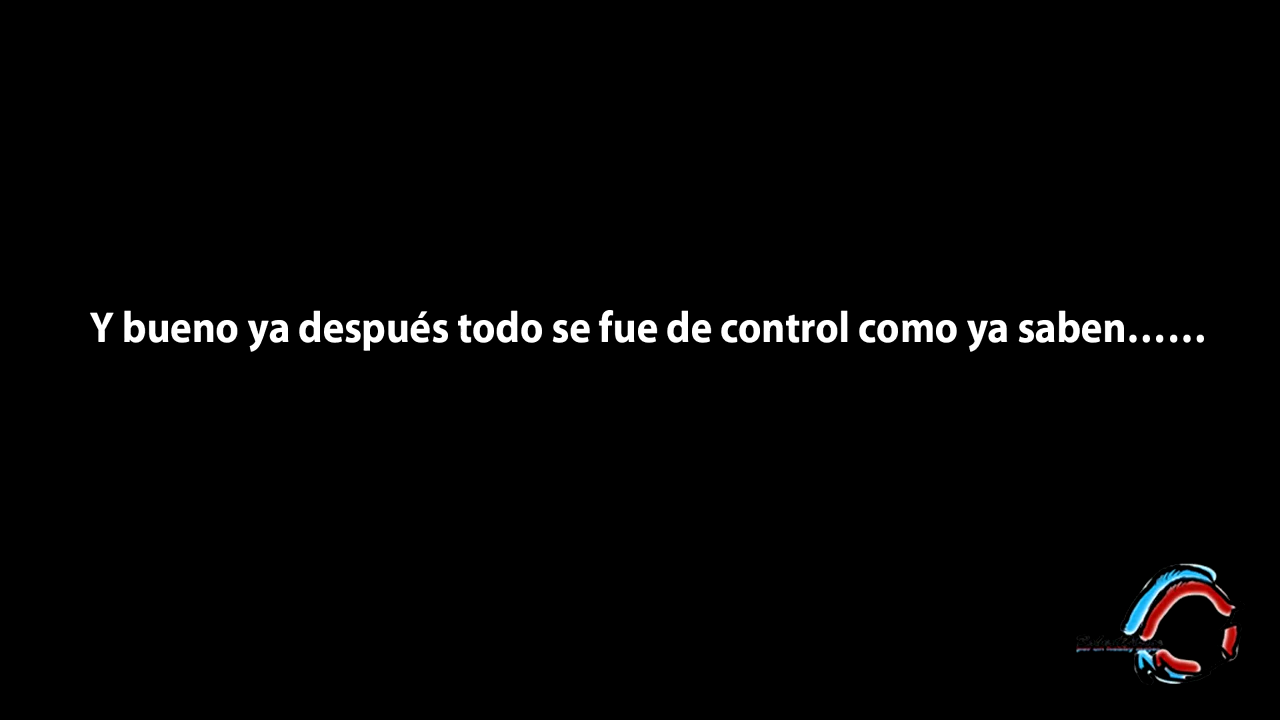 Y bueno ya después todo se fue de control como ya saben......